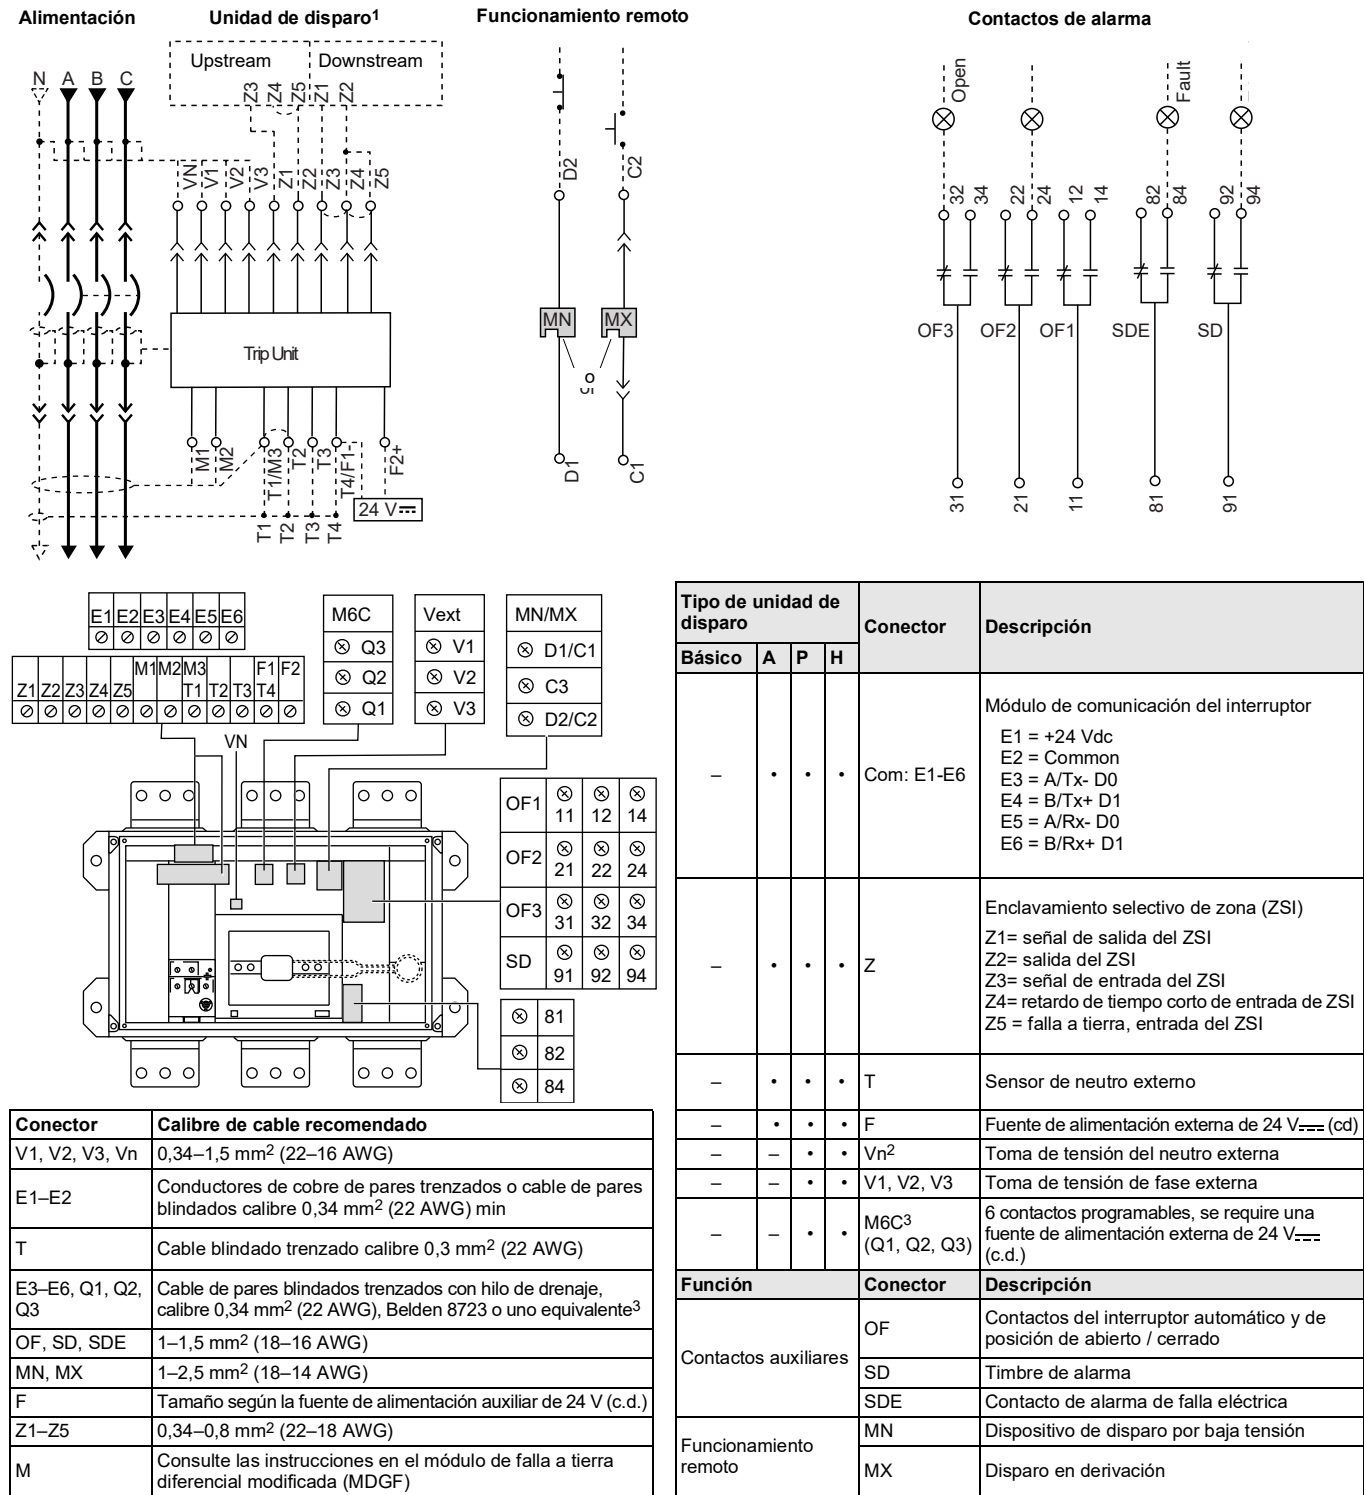 Alimentación
Unidad de disparo1
Funcionamiento remoto
Contactos de alarma
Upstream
Downstream
Z3
Z4
Z5
Z1
Z2
N
A
B
C
VN
V1
V2
V3
Z1
Z2
Z3
Z4
Z5
Trip Unit
M1
M2
T1/M3
T2
T3
T4/F1-
F2+
24 V
T1
T2
T3
T4
D2
C2
MN
MX
D1
C1
Open
Fault
32
34
22
24
12
14
82
84
92
94
OF3
OF2
OF1
SDE
SD
31
21
11
81
91
E1 E2 E3 E4 E5 E6
M1 M2 M3 F1 F2
Z1 Z2 Z3 Z4 Z5 T1 T2 T3 T4
VN
M6C
Q3
Q2
Q1
Vext
V1
V2
V3
MN/MX
D1/C1
C3
D2/C2
OF1 11 12 14
OF2 21 22 24
OF3 31 32 34
SD 91 92 94
81
82
84
Conector Calibre de cable recomendado
V1, V2, V3, Vn 0,34–1,5 mm2 (22–16 AWG)
E1–E2 Conductores de cobre de pares trenzados o cable de pares
blindados calibre 0,34 mm2 (22 AWG) min
T Cable blindado trenzado calibre 0,3 mm2 (22 AWG)
E3–E6, Q1, Q2, Cable de pares blindados trenzados con hilo de drenaje,
Q3 calibre 0,34 mm2 (22 AWG), Belden 8723 o uno equivalente3
OF, SD, SDE 1–1,5 mm2 (18–16 AWG)
MN, MX 1–2,5 mm2 (18–14 AWG)
F Tamaño según la fuente de alimentación auxiliar de 24 V (c.d.)
Z1–Z5 0,34–0,8 mm2 (22–18 AWG)
M Consulte las instrucciones en el módulo de falla a tierra
diferencial modificada (MDGF)
Tipo de unidad de
disparo
Conector Descripción
Básico A P H
– • • • Com: E1-E6
Módulo de comunicación del interruptor
E1 = +24 Vdc
E2 = Common
E3 = A/Tx- D0
E4 = B/Tx+ D1
E5 = A/Rx- D0
E6 = B/Rx+ D1
– • • • Z
Enclavamiento selectivo de zona (ZSI)
Z1= señal de salida del ZSI
Z2= salida del ZSI
Z3= señal de entrada del ZSI
Z4= retardo de tiempo corto de entrada de ZSI
Z5 = falla a tierra, entrada del ZSI
– • • • T Sensor de neutro externo
– • • • F Fuente de alimentación externa de 24 V (cd)
– – • • Vn2 Toma de tensión del neutro externa
– – • • V1, V2, V3 Toma de tensión de fase externa
– – • • M6C3 (Q1, Q2, Q3)
6 contactos programables, se require una
fuente de alimentación externa de 24 V
(c.d.)
Función Conector Descripción
Contactos auxiliares
OF Contactos del interruptor automático y de
posición de abierto / cerrado
SD Timbre de alarma
SDE Contacto de alarma de falla eléctrica
Funcionamiento
remoto
MN Dispositivo de disparo por baja tensión
MX Disparo en derivación